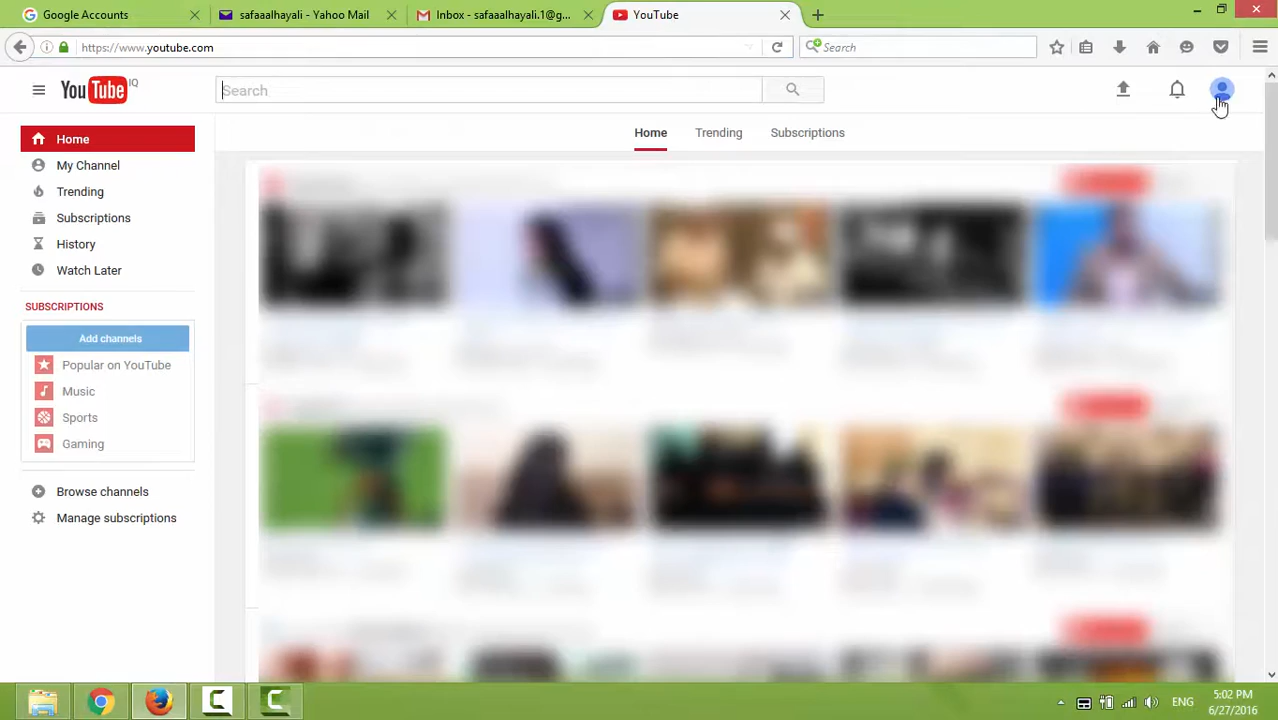 Google Accounts
safaaalhayali - Yahoo Mail
Inbox - safaaalhayali.1@g...
YouTube
https://www.youtube.com
Search
YouTube IQ
Search
Home
Trending
Subscriptions
Home
My Channel
Trending
Subscriptions
History
Watch Later
SUBSCRIPTIONS
Add channels
Popular on YouTube
Music
Sports
Gaming
Browse channels
Manage subscriptions
ENG
5:02 PM
6/27/2016